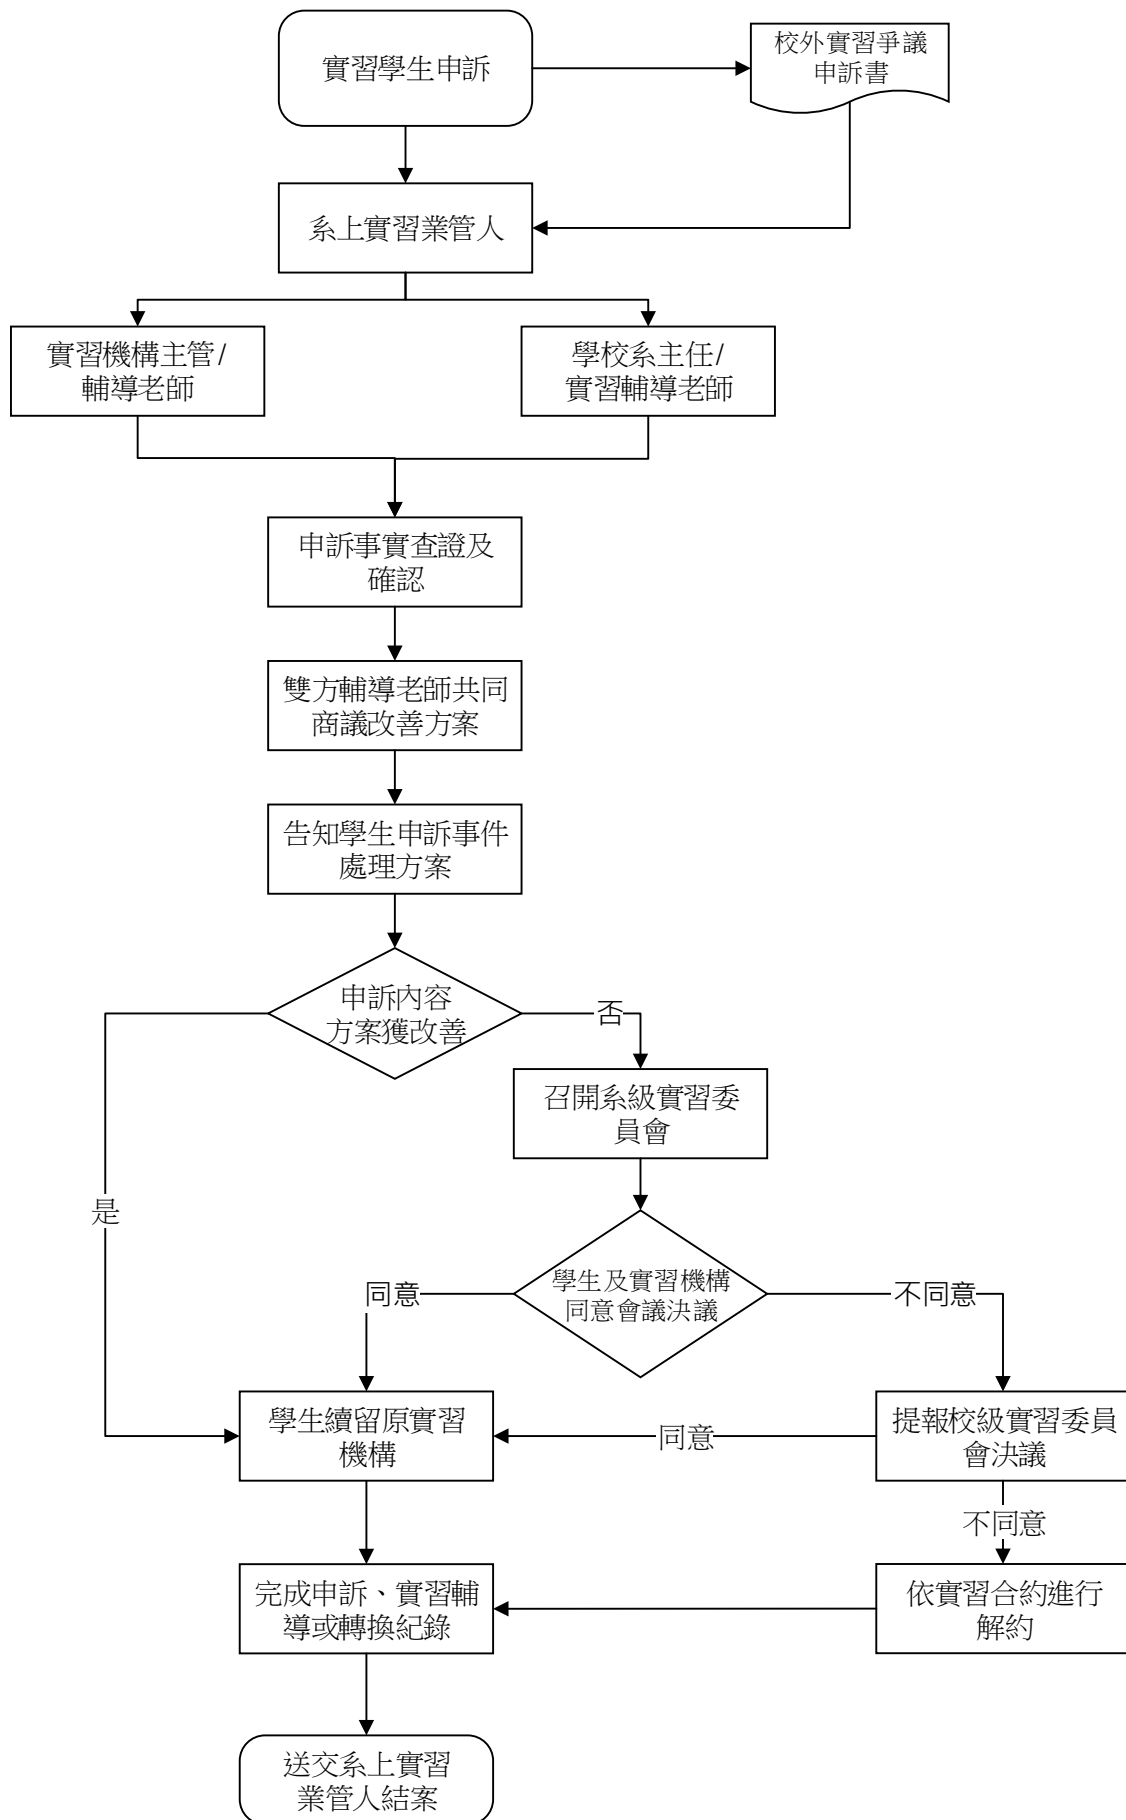 實習學生申訴
校外實習爭議
申訴書
系上實習業管人
實習機構主管/
輔導老師
學校系主任/
實習輔導老師
申訴事實查證及
確認
雙方輔導老師共同
商議改善方案
告知學生申訴事件
處理方案
申訴內容
方案獲改善
否
召開系級實習委
員會
是
學生及實習機構
同意會議決議
同意
不同意
學生續留原實習
機構
同意
提報校級實習委員
會決議
不同意
完成申訴、實習輔
導或轉換紀錄
依實習合約進行
解約
送交系上實習
業管人結案